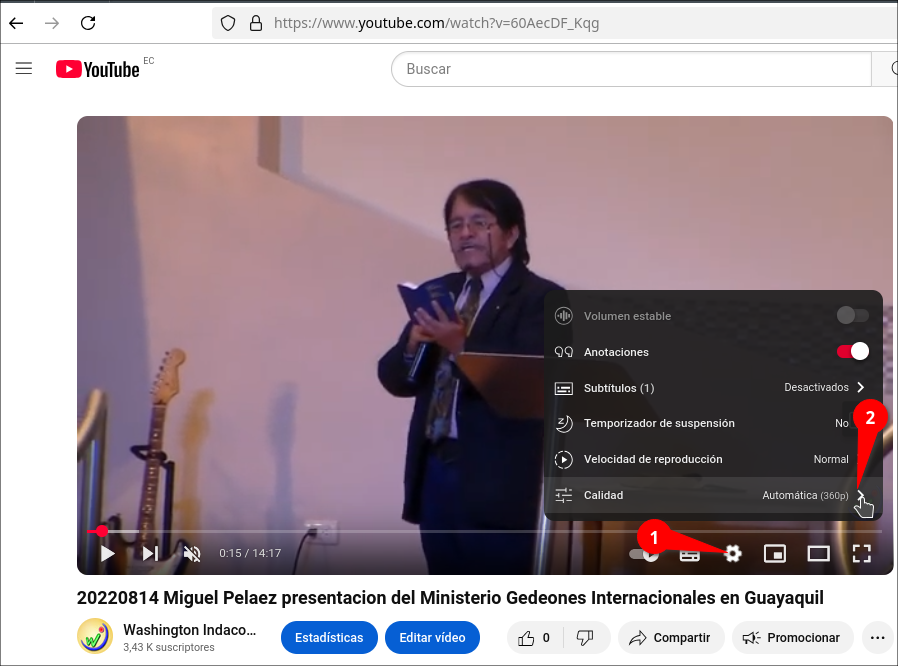 https://www.youtube.com/watch?v=60AecDF_Kqg
YouTube EC
Buscar
Volumen estable
Anotaciones
Subtítulos (1) Desactivados
2
Temporizador de suspensión No
Velocidad de reproducción Normal
Calidad Automática (360p)
1
0:15 / 14:17
20220814 Miguel Pelaez presentacion del Ministerio Gedeones Internacionales en Guayaquil
Washington Indaco...
3,43 K suscriptores
Estadísticas
Editar vídeo
0
Compartir
Promocionar